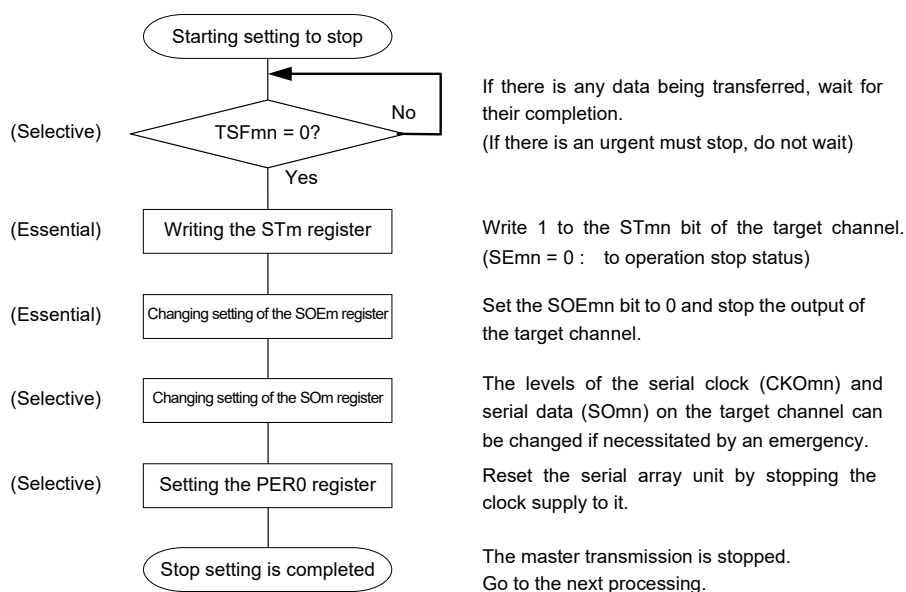 Starting setting to stop
If there is any data being transferred, wait for
their completion.
(If there is an urgent must stop, do not wait)
No
(Selective)
TSFmn = 0?
Yes
(Essential)
Writing the STm register
Write 1 to the STmn bit of the target channel.
(SEmn = 0 : to operation stop status)
(Essential)
Changing setting of the SOEm register
Set the SOEmn bit to 0 and stop the output of
the target channel.
(Selective)
Changing setting of the SOm register
The levels of the serial clock (CKOmn) and
serial data (SOmn) on the target channel can
be changed if necessitated by an emergency.
(Selective)
Setting the PER0 register
Reset the serial array unit by stopping the
clock supply to it.
Stop setting is completed
The master transmission is stopped.
Go to the next processing.